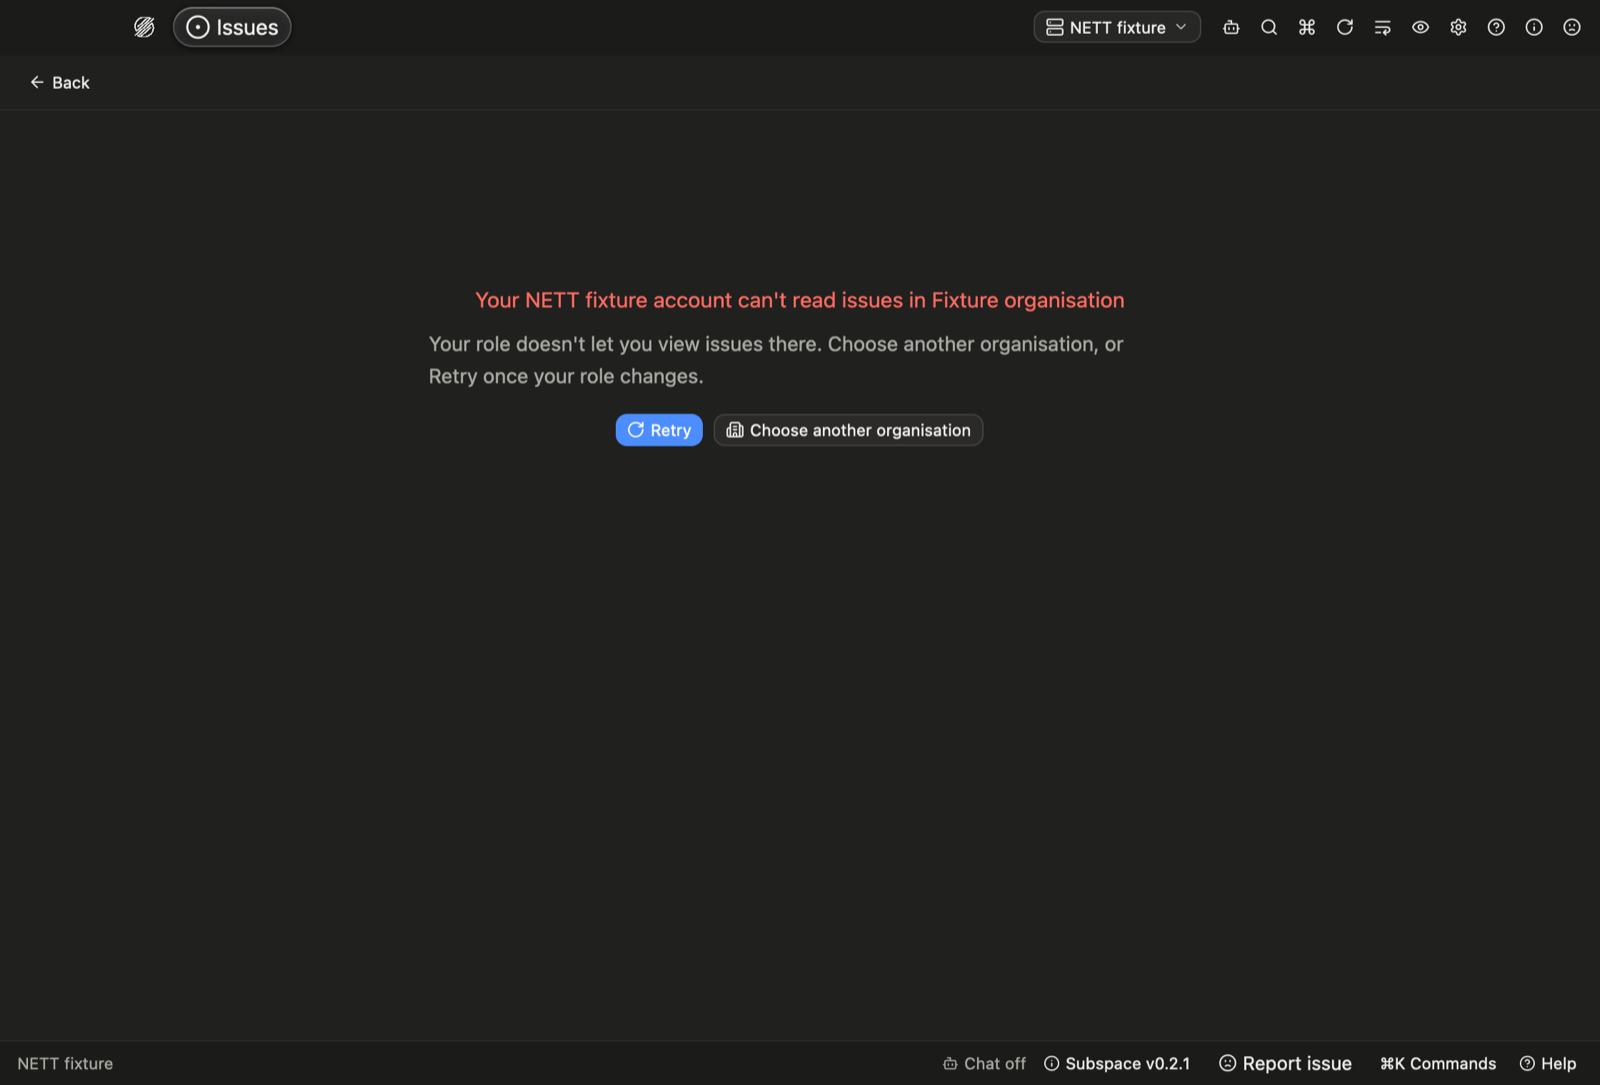 Issues
NETT fixture
Back
Your NETT fixture account can't read issues in Fixture organisation
Your role doesn't let you view issues there. Choose another organisation, or
Retry once your role changes.
Retry
Choose another organisation
NETT fixture
Chat off
Subspace v0.2.1
Report issue
⌘K Commands
Help